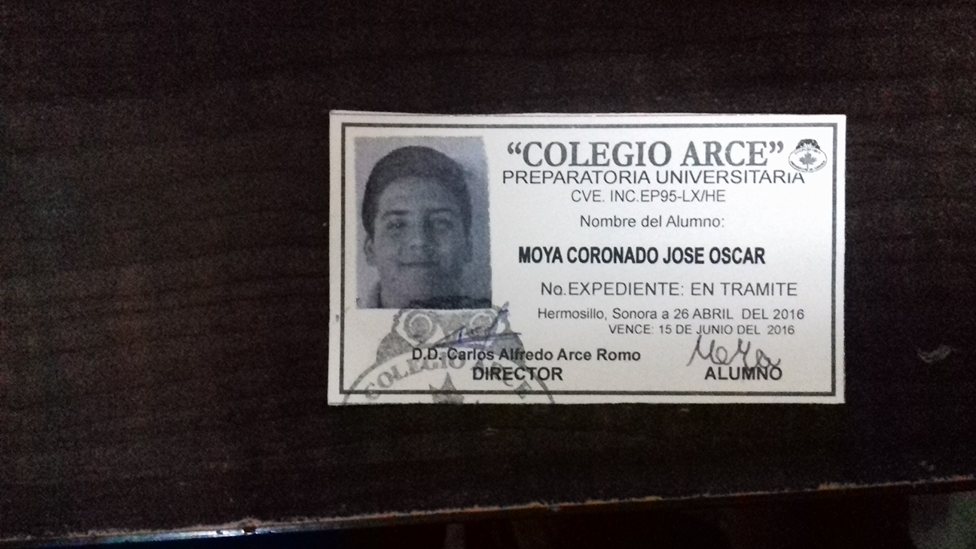 "COLEGIO ARCE"
PREPARATORIA UNIVERSITARIA
CVE. INC.EP95-LX/HE
Nombre del Alumno:
MOYA CORONADO JOSE OSCAR
No.EXPEDIENTE: EN TRAMITE
Hermosillo, Sonora a 26 ABRIL DEL 2016
VENCE: 15 DE JUNIO DEL 2016
Moya
D.D. Carlos Alfredo Arce Romo
DIRECTOR
ALUMNO
COLEGIO ARCE